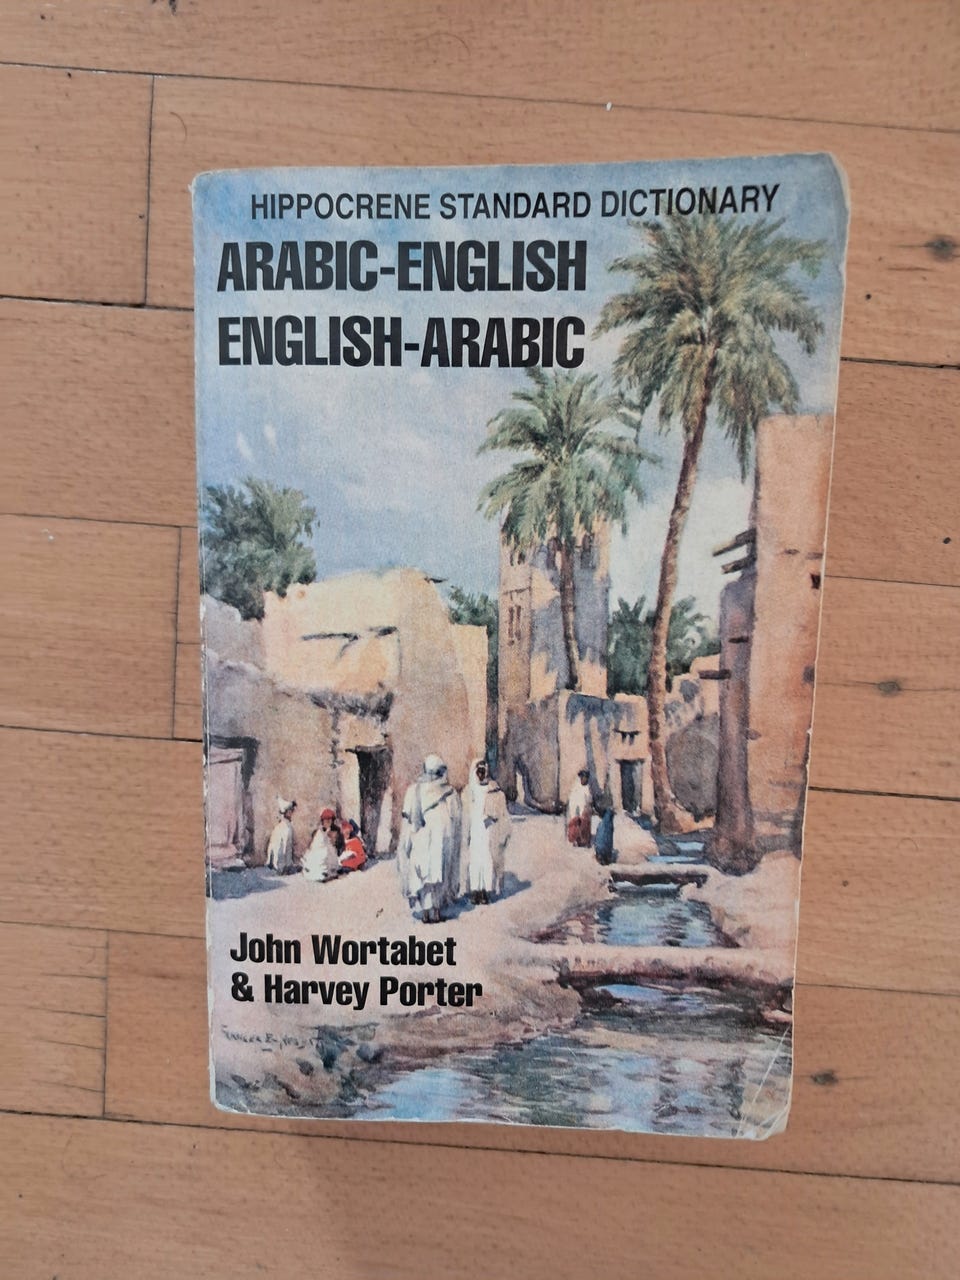 HIPPOCRENE STANDARD DICTIONARY
ARABIC-ENGLISH
ENGLISH-ARABIC
John Wortabet
& Harvey Porter